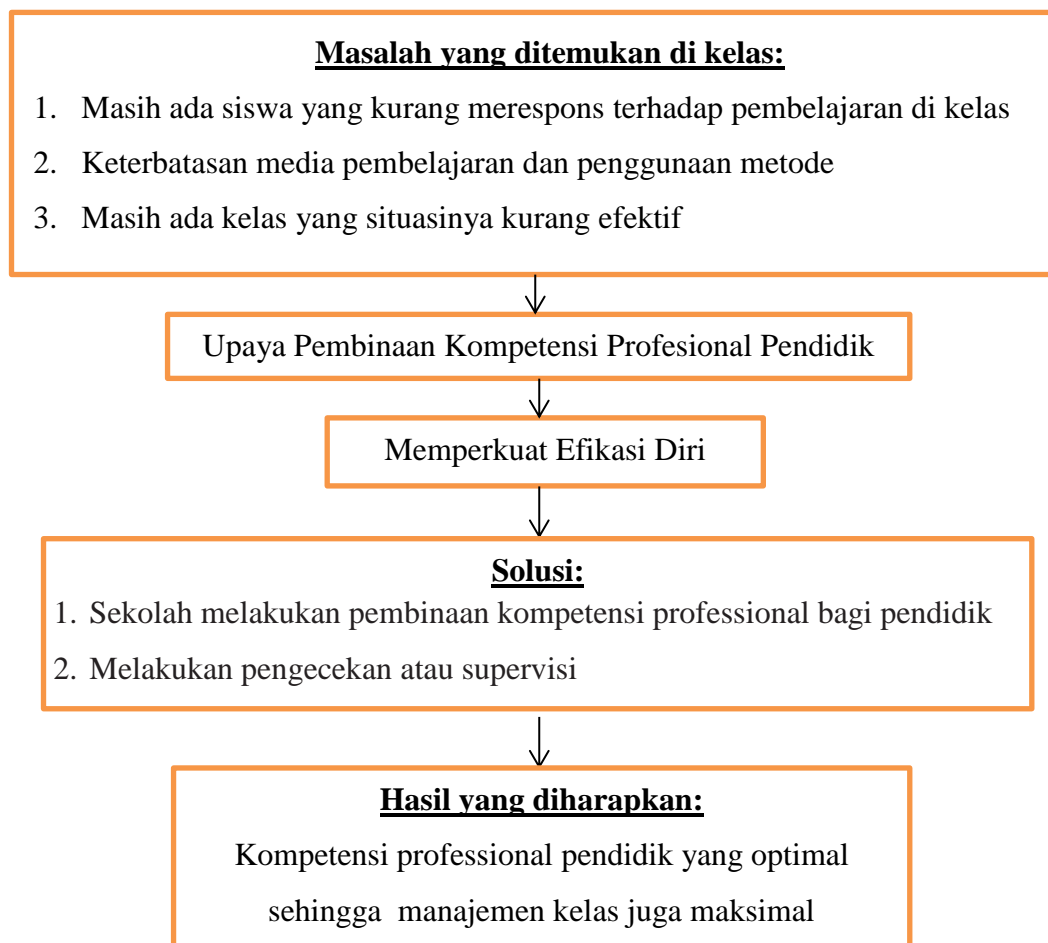 Masalah yang ditemukan di kelas:
1. Masih ada siswa yang kurang merespons terhadap pembelajaran di kelas
2. Keterbatasan media pembelajaran dan penggunaan metode
3. Masih ada kelas yang situasinya kurang efektif
Upaya Pembinaan Kompetensi Profesional Pendidik
Memperkuat Efikasi Diri
Solusi:
1. Sekolah melakukan pembinaan kompetensi professional bagi pendidik
2. Melakukan pengecekan atau supervisi
Hasil yang diharapkan:
Kompetensi professional pendidik yang optimal
sehingga manajemen kelas juga maksimal